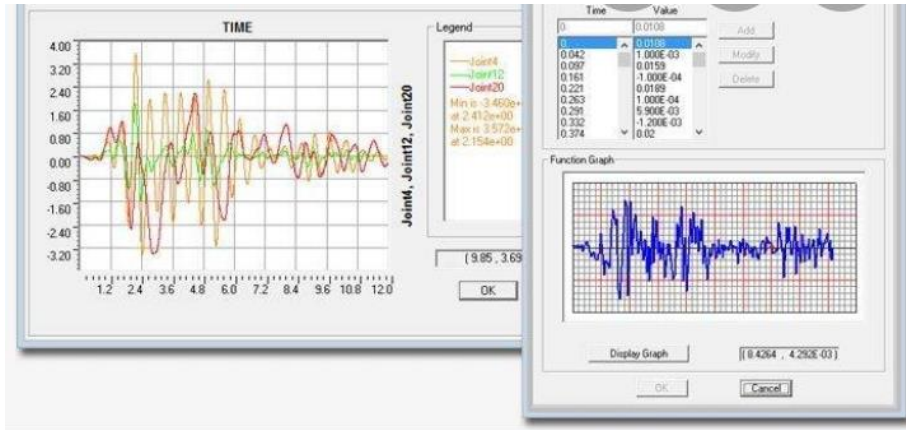 TIME
4.00
3.20
2.40
1.60
0.80
0.00
-0.80
-1.60
-2.40
-3.20
1.2 2.4 3.6 4.8 6.0 7.2 8.4 9.6 10.8 12.0
Joint4, Joint12, Joint20
Legend
Joint4
Joint12
Joint20
Min is -3.460e+
at 2.412e+00
Max is 3.572e+
at 2.154e+00
( 9.85 , 3.69
OK
Time Value
0. 0.0108 Add
0. 0.0108
0.042 1.000E-03 Modify
0.097 0.0159
0.161 -1.000E-04 Delete
0.221 0.0189
0.263 1.000E-04
0.291 5.900E-03
0.332 -1.200E-03
0.374 0.02
Function Graph
Display Graph ( 8.4264 , 4.292E-03 )
OK Cancel